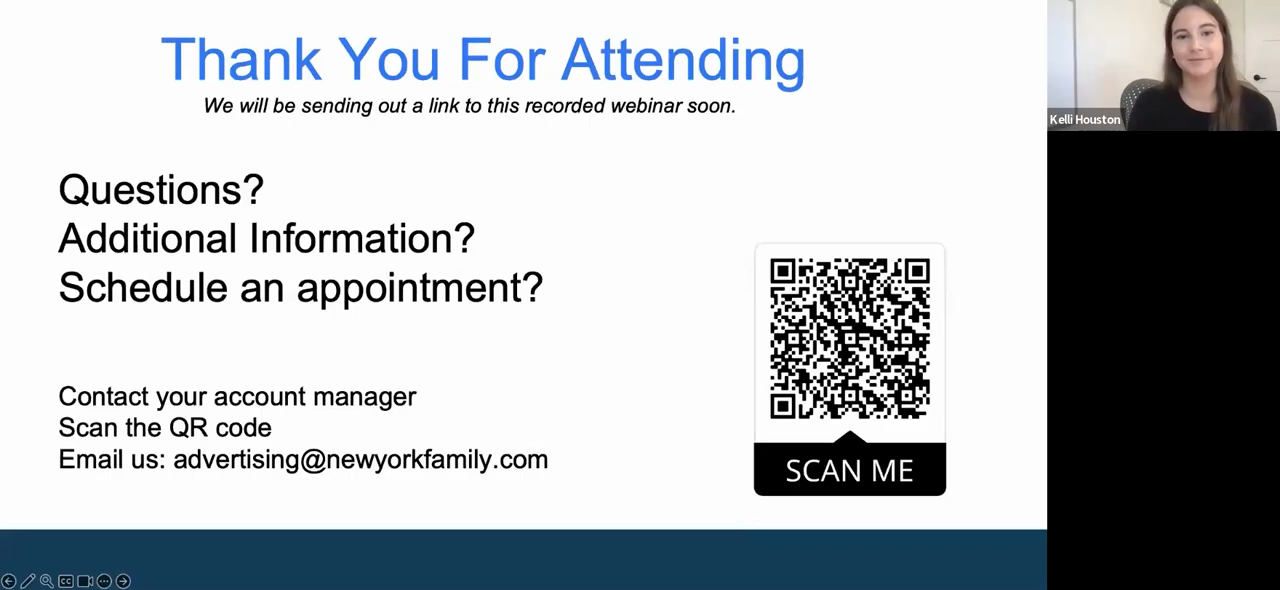 Thank You For Attending
We will be sending out a link to this recorded webinar soon.
Kelli Houston
Questions?
Additional Information?
Schedule an appointment?
Contact your account manager
Scan the QR code
Email us: advertising@newyorkfamily.com
SCAN ME
CC